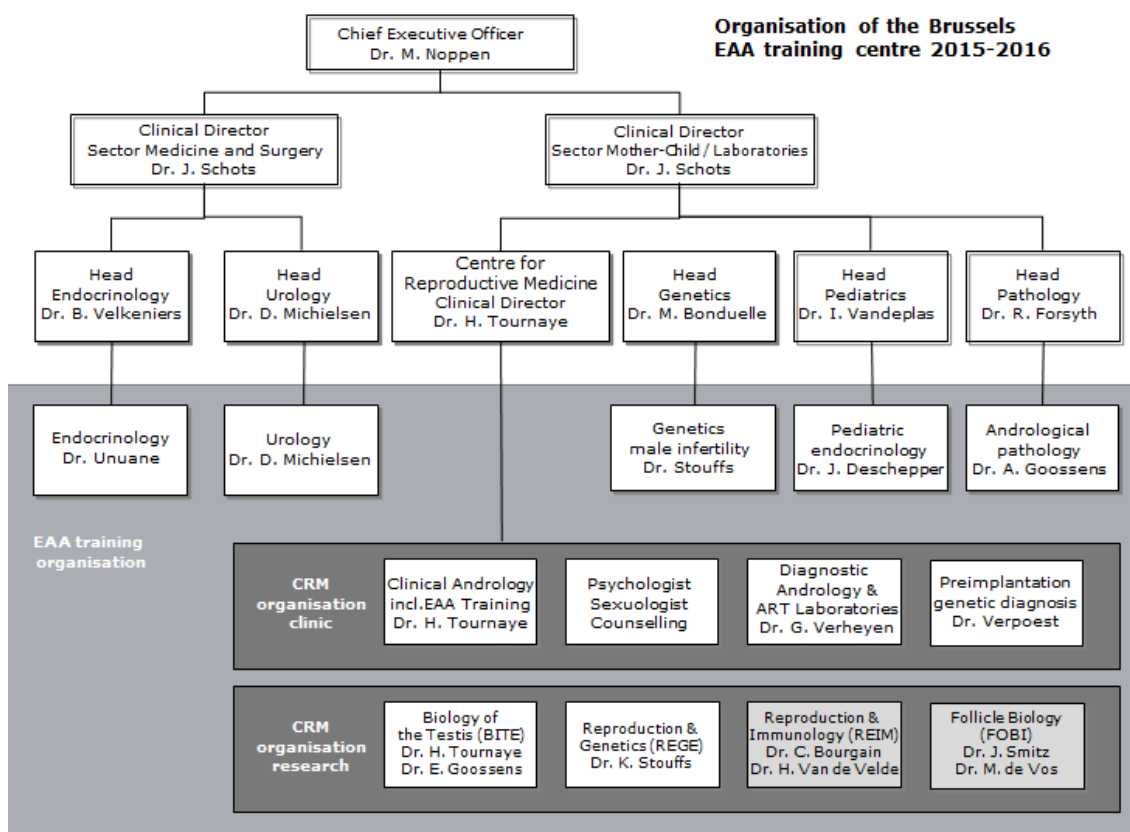 Organisation of the Brussels
EAA training centre 2015-2016
Chief Executive Officer
Dr. M. Noppen
Clinical Director
Sector Medicine and Surgery
Dr. J. Schots
Clinical Director
Sector Mother-Child / Laboratories
Dr. J. Schots
Head
Endocrinology
Dr. B. Velkeniers
Head
Urology
Dr. D. Michielsen
Centre for
Reproductive Medicine
Clinical Director
Dr. H. Tournaye
Head
Genetics
Dr. M. Bonduelle
Head
Pediatrics
Dr. I. Vandeplas
Head
Pathology
Dr. R. Forsyth
Endocrinology
Dr. Unuane
Urology
Dr. D. Michielsen
Genetics
male infertility
Dr. Stouffs
Pediatric
endocrinology
Dr. J. Deschepper
Andrological
pathology
Dr. A. Goossens
EAA training
organisation
CRM
organisation
clinic
Clinical Andrology
incl.EAA Training
Dr. H. Tournaye
Psychologist
Sexuologist
Counselling
Diagnostic
Andrology &
ART Laboratories
Dr. G. Verheyen
Preimplantation
genetic diagnosis
Dr. Verpoest
CRM
organisation
research
Biology of
the Testis (BITE)
Dr. H. Tournaye
Dr. E. Goossens
Reproduction &
Genetics (REGE)
Dr. K. Stouffs
Reproduction &
Immunology (REIM)
Dr. C. Bourgain
Dr. H. Van de Velde
Follicle Biology
(FOBI)
Dr. J. Smitz
Dr. M. de Vos